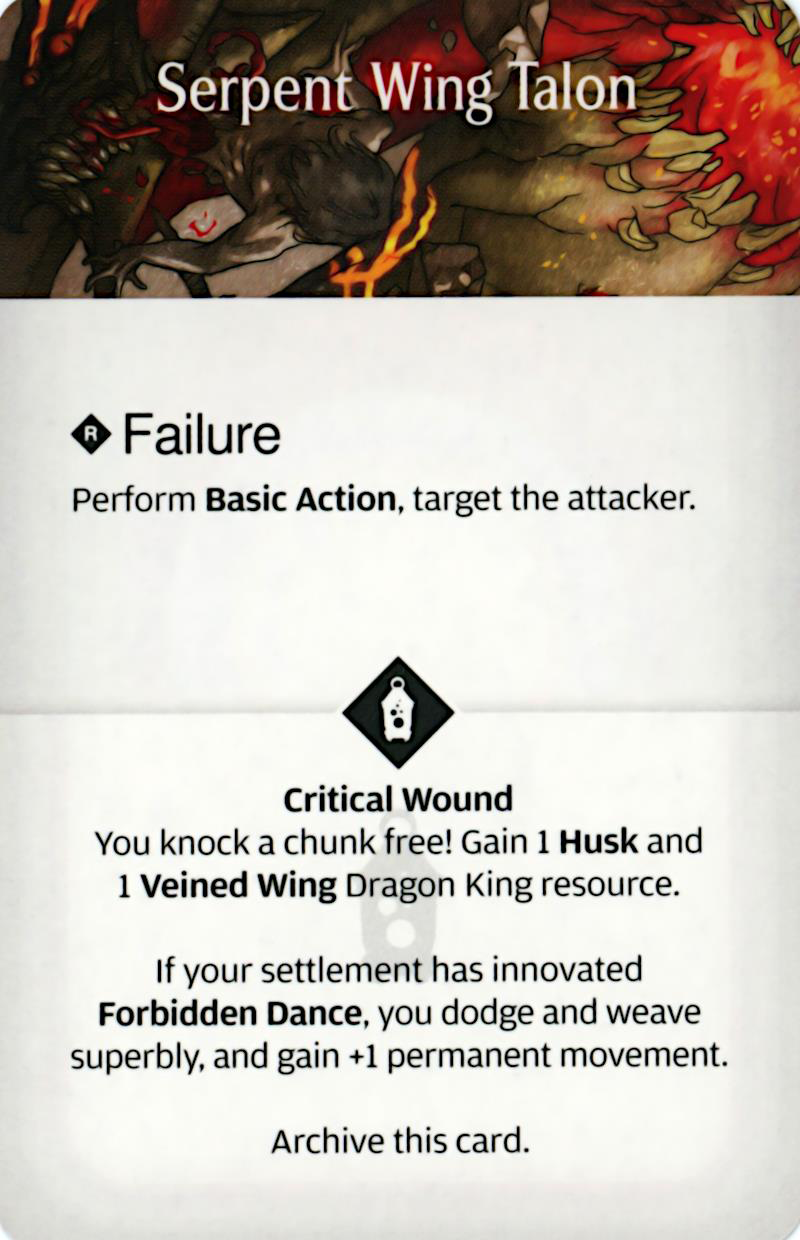 Serpent Wing Talon
R Failure
Perform Basic Action, target the attacker.
Critical Wound
You knock a chunk free! Gain 1 Husk and
1 Veined Wing Dragon King resource.
If your settlement has innovated
Forbidden Dance, you dodge and weave
superbly, and gain +1 permanent movement.
Archive this card.